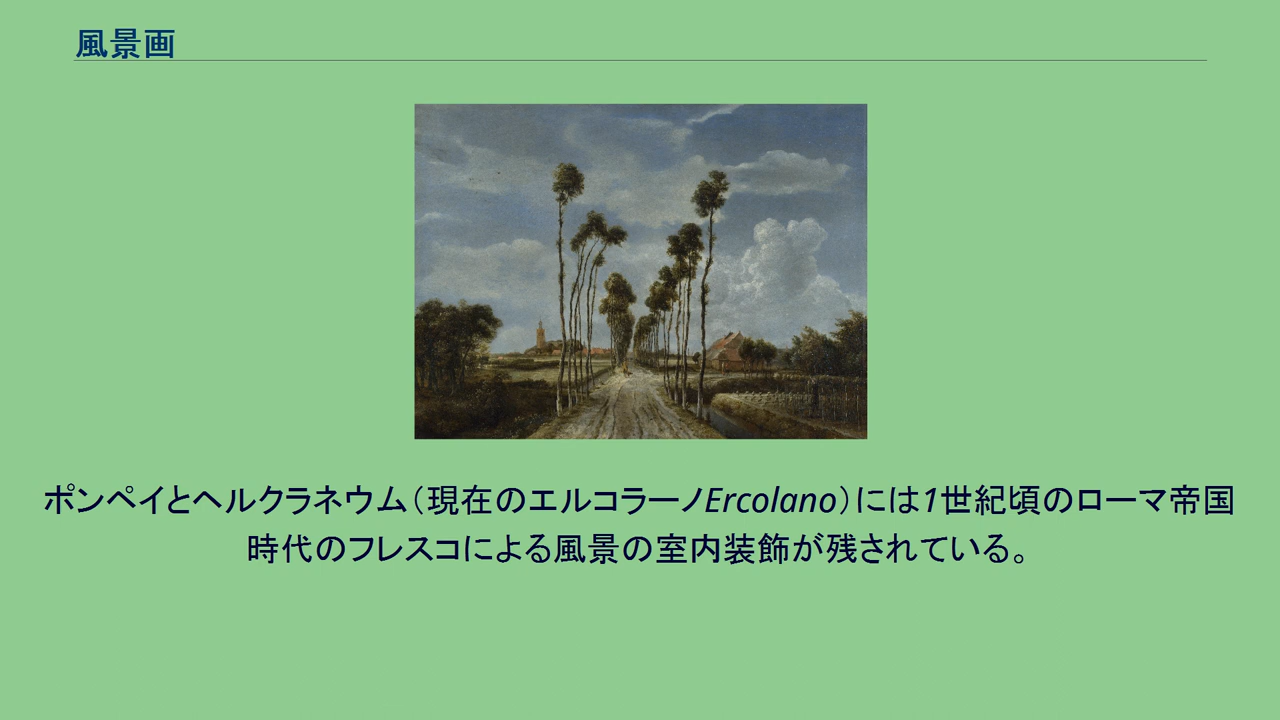 風景画
ポンペイとヘルクラネウム（現在のエルコラーノErcolano）には1世紀頃のローマ帝国
時代のフレスコによる風景の室内装飾が残されている。